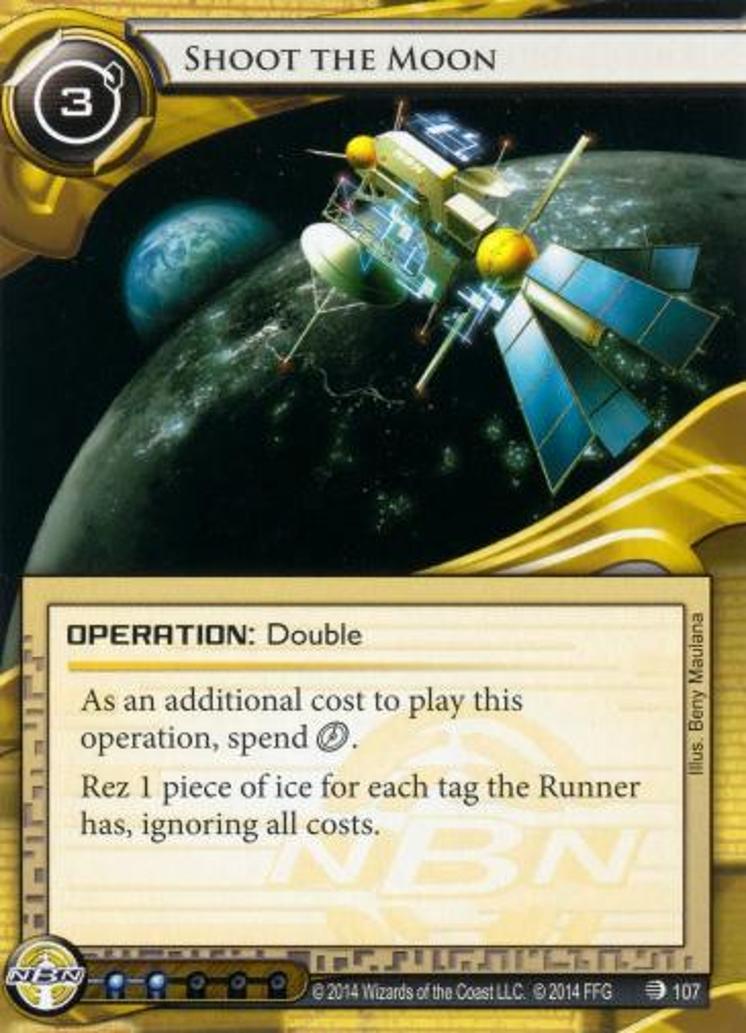 3
SHOOT THE MOON
OPERATION: Double
As an additional cost to play this
operation, spend .
Rez 1 piece of ice for each tag the Runner
has, ignoring all costs.
NBN
Illus. Beny Maulana
NBN
© 2014 Wizards of the Coast LLC. © 2014 FFG
107